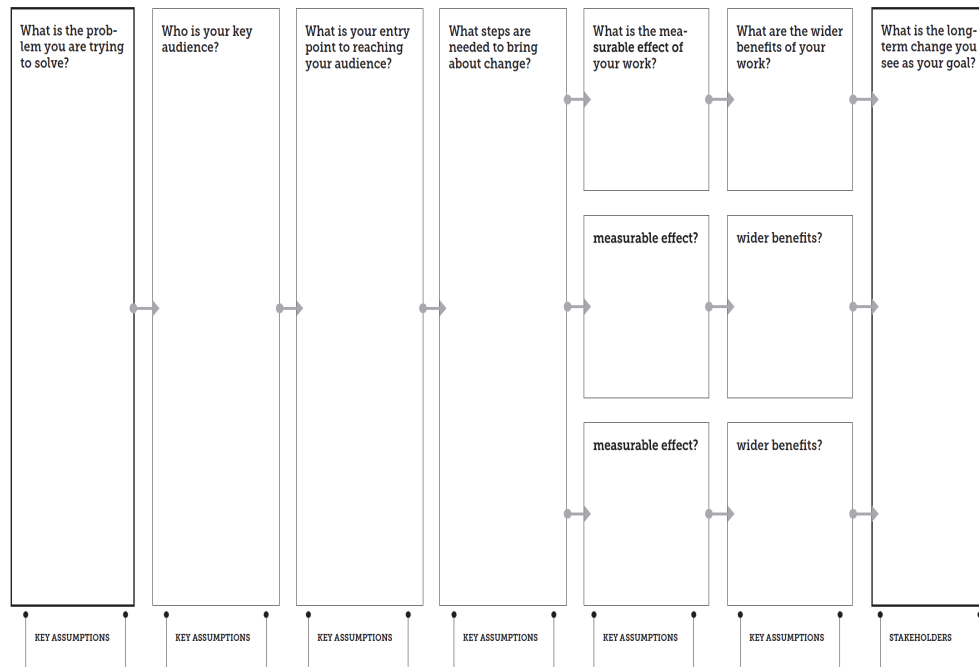 What is the prob-
lem you are trying
to solve?
Who is your key
audience?
What is your entry
point to reaching
your audience?
What steps are
needed to bring
about change?
What is the mea-
surable effect of
your work?
What are the wider
benefits of your
work?
What is the long-
term change you
see as your goal?
measurable effect?
wider benefits?
measurable effect?
wider benefits?
KEY ASSUMPTIONS
KEY ASSUMPTIONS
KEY ASSUMPTIONS
KEY ASSUMPTIONS
KEY ASSUMPTIONS
KEY ASSUMPTIONS
STAKEHOLDERS